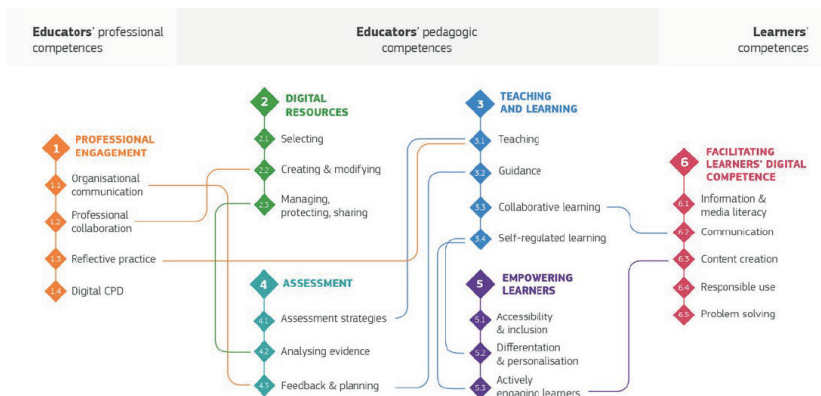 Educators' professional
competences
Educators' pedagogic
competences
Learners'
competences
1
PROFESSIONAL
ENGAGEMENT
1.1
Organisational
communication
1.2
Professional
collaboration
1.3
Reflective practice
1.4
Digital CPD
2
DIGITAL
RESOURCES
2.1
Selecting
2.2
Creating & modifying
2.3
Managing,
protecting, sharing
4
ASSESSMENT
4.1
Assessment strategies
4.2
Analysing evidence
4.3
Feedback & planning
3
TEACHING
AND LEARNING
3.1
Teaching
3.2
Guidance
3.3
Collaborative learning
3.4
Self-regulated learning
5
EMPOWERING
LEARNERS
5.1
Accessibility
& inclusion
5.2
Differentation
& personalisation
5.3
Actively
engaging learners
6
FACILITATING
LEARNERS' DIGITAL
COMPETENCE
6.1
Information &
media literacy
6.2
Communication
6.3
Content creation
6.4
Responsible use
6.5
Problem solving